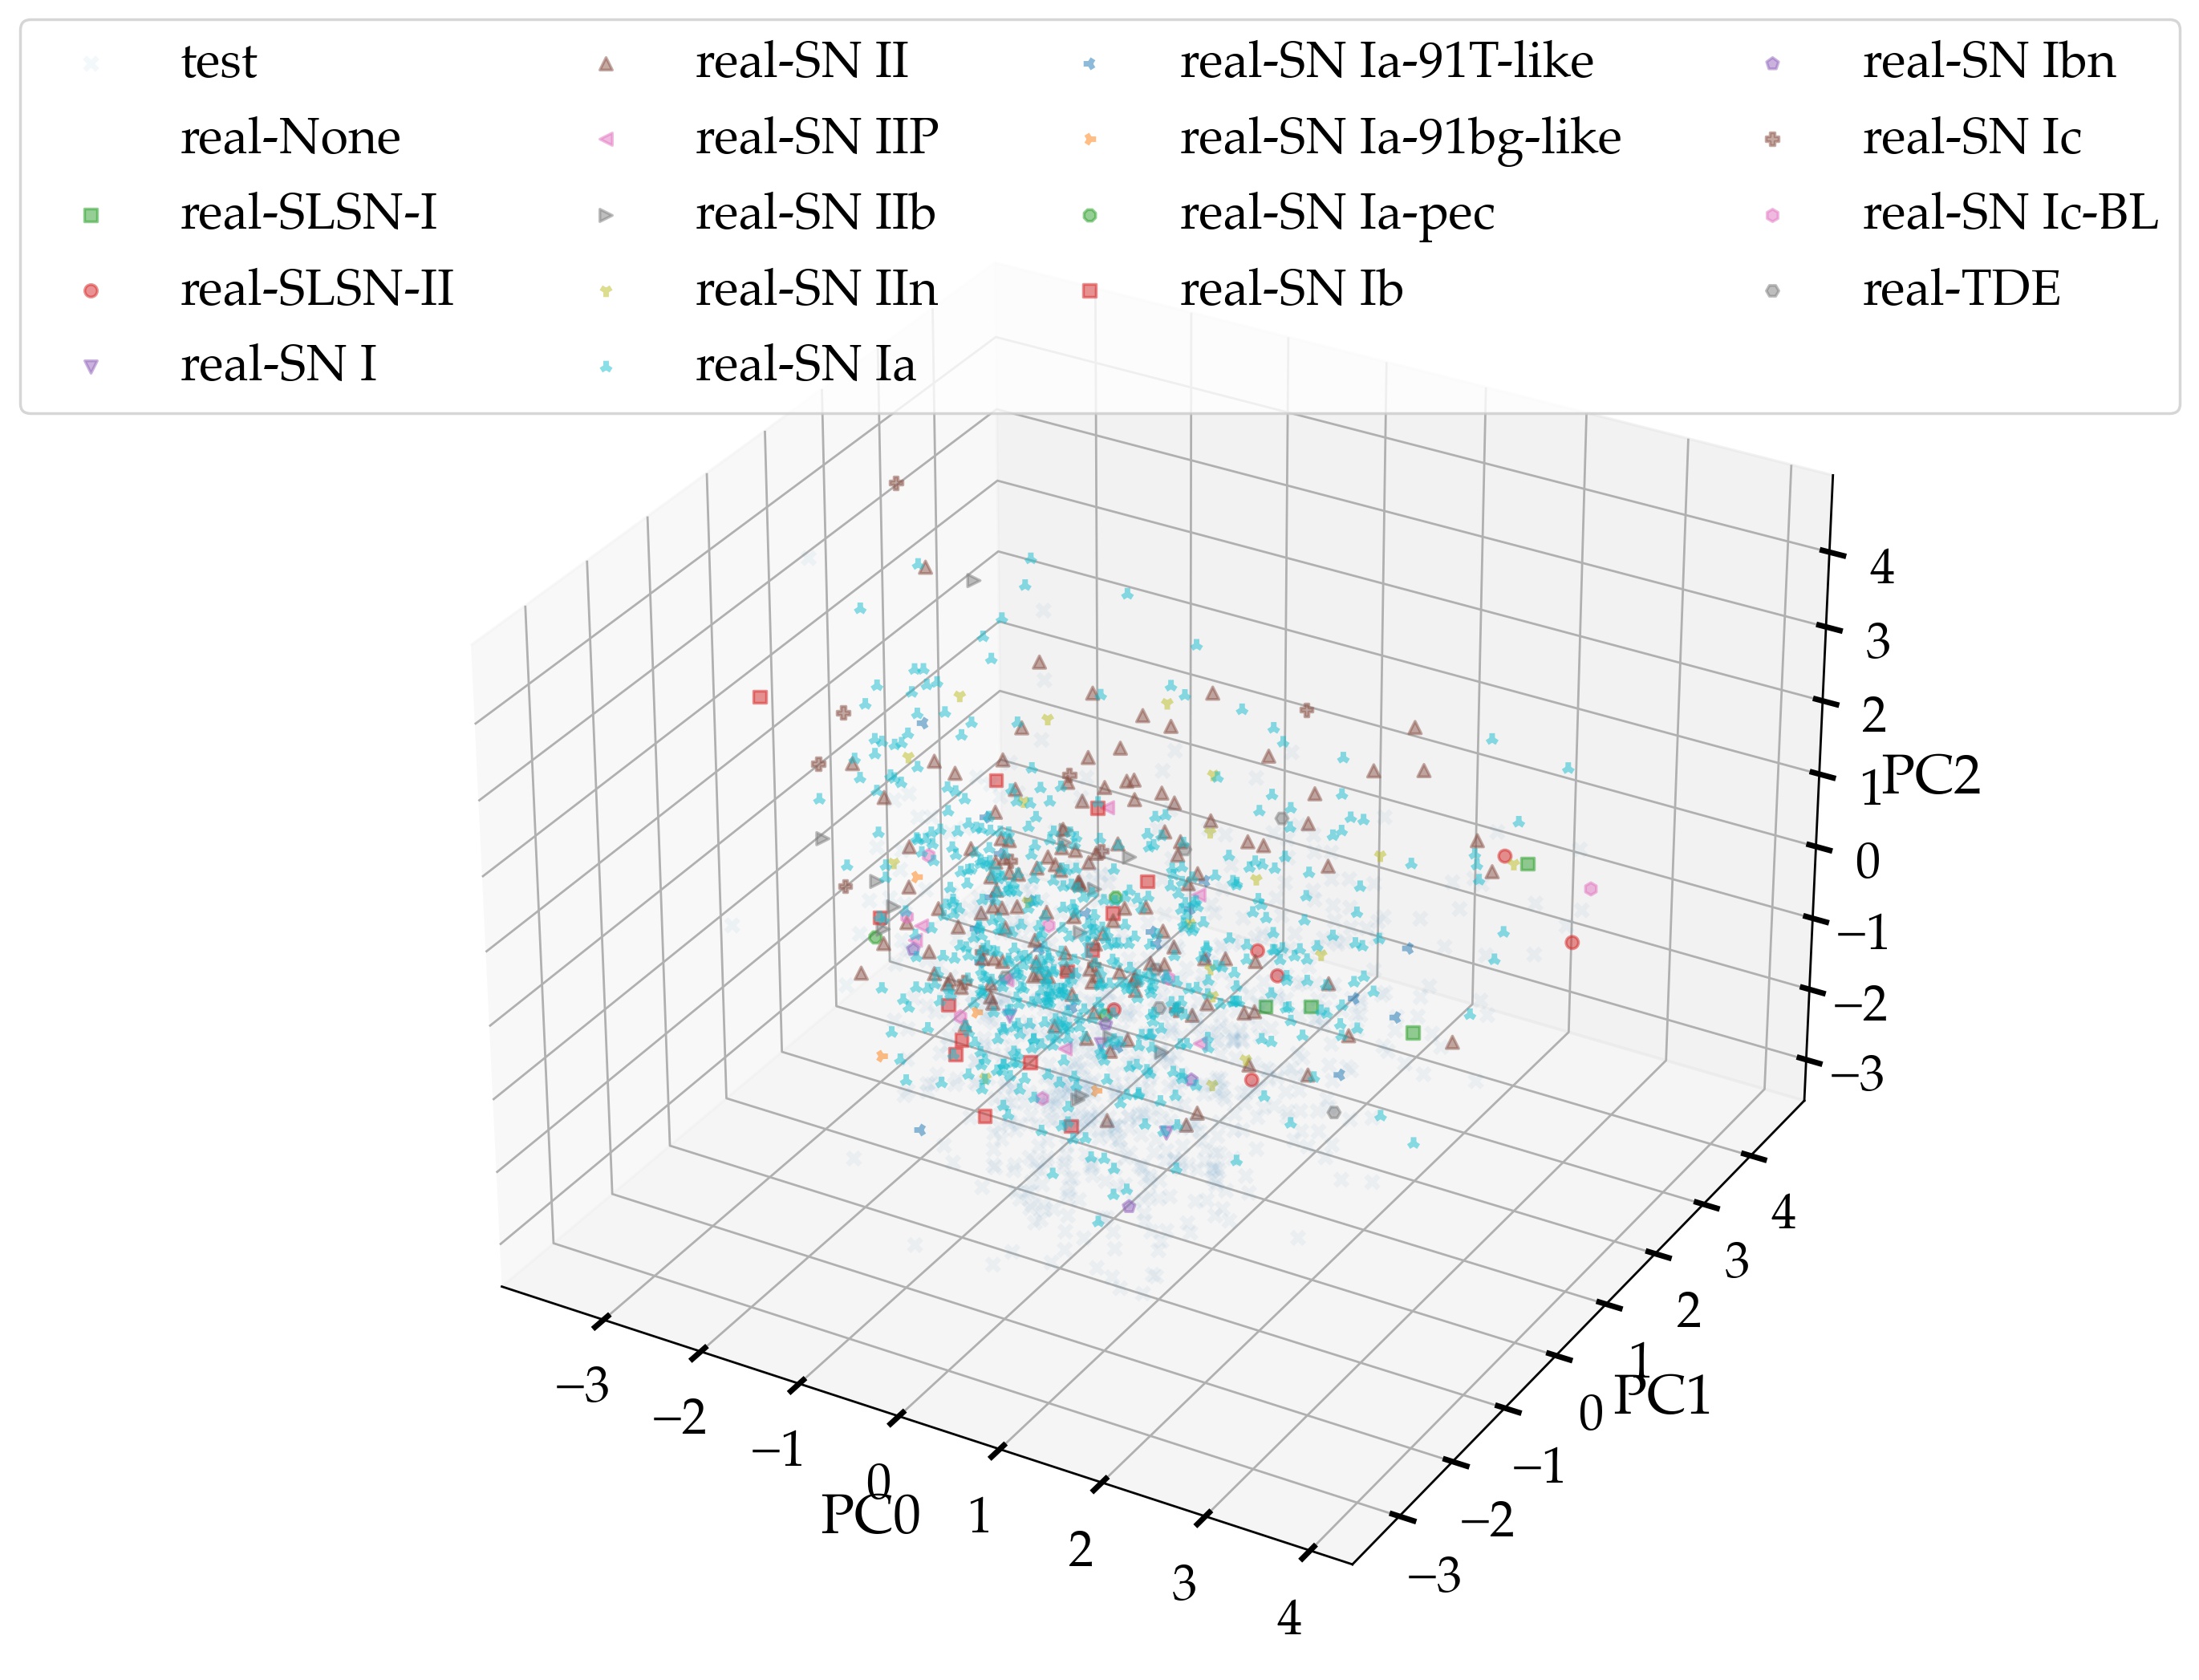 test
real-None
real-SLSN-I
real-SLSN-II
real-SN I
real-SN II
real-SN IIP
real-SN IIb
real-SN IIn
real-SN Ia
real-SN Ia-91T-like
real-SN Ia-91bg-like
real-SN Ia-pec
real-SN Ib
real-SN Ibn
real-SN Ic
real-SN Ic-BL
real-TDE
4
3
2
1
0
−1
−2
−3
PC2
4
3
2
1
0
−1
−2
−3
PC1
−3
−2
−1
0
1
2
3
4
PC0